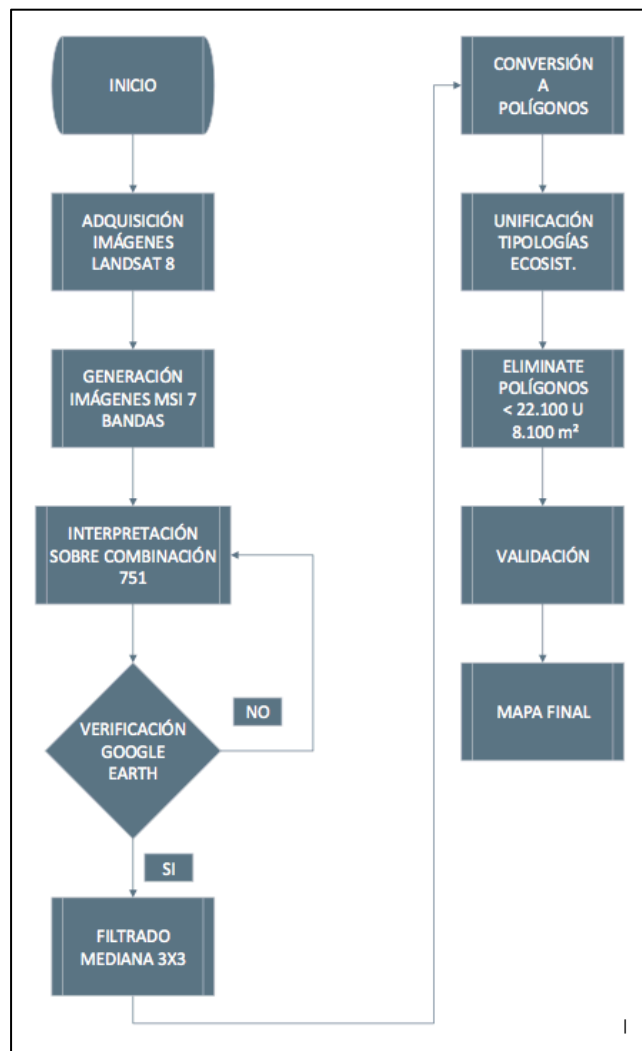 INICIO
ADQUISICIÓN
IMÁGENES
LANDSAT 8
GENERACIÓN
IMÁGENES MSI 7
BANDAS
INTERPRETACIÓN
SOBRE COMBINACIÓN
751
VERIFICACIÓN
GOOGLE
EARTH
NO
SI
FILTRADO
MEDIANA 3X3
CONVERSIÓN
A
POLÍGONOS
UNIFICACIÓN
TIPOLOGÍAS
ECOSIST.
ELIMINATE
POLÍGONOS
< 22.100 U
8.100 m²
VALIDACIÓN
MAPA FINAL